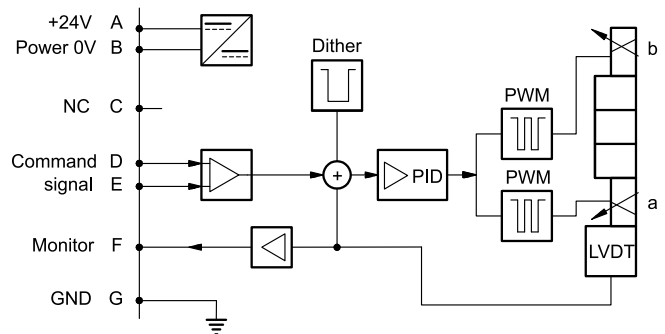 +24V A
Power 0V B
Dither
b
PWM
NC C
Command D
signal E
PID
PWM
a
Monitor F
LVDT
GND G